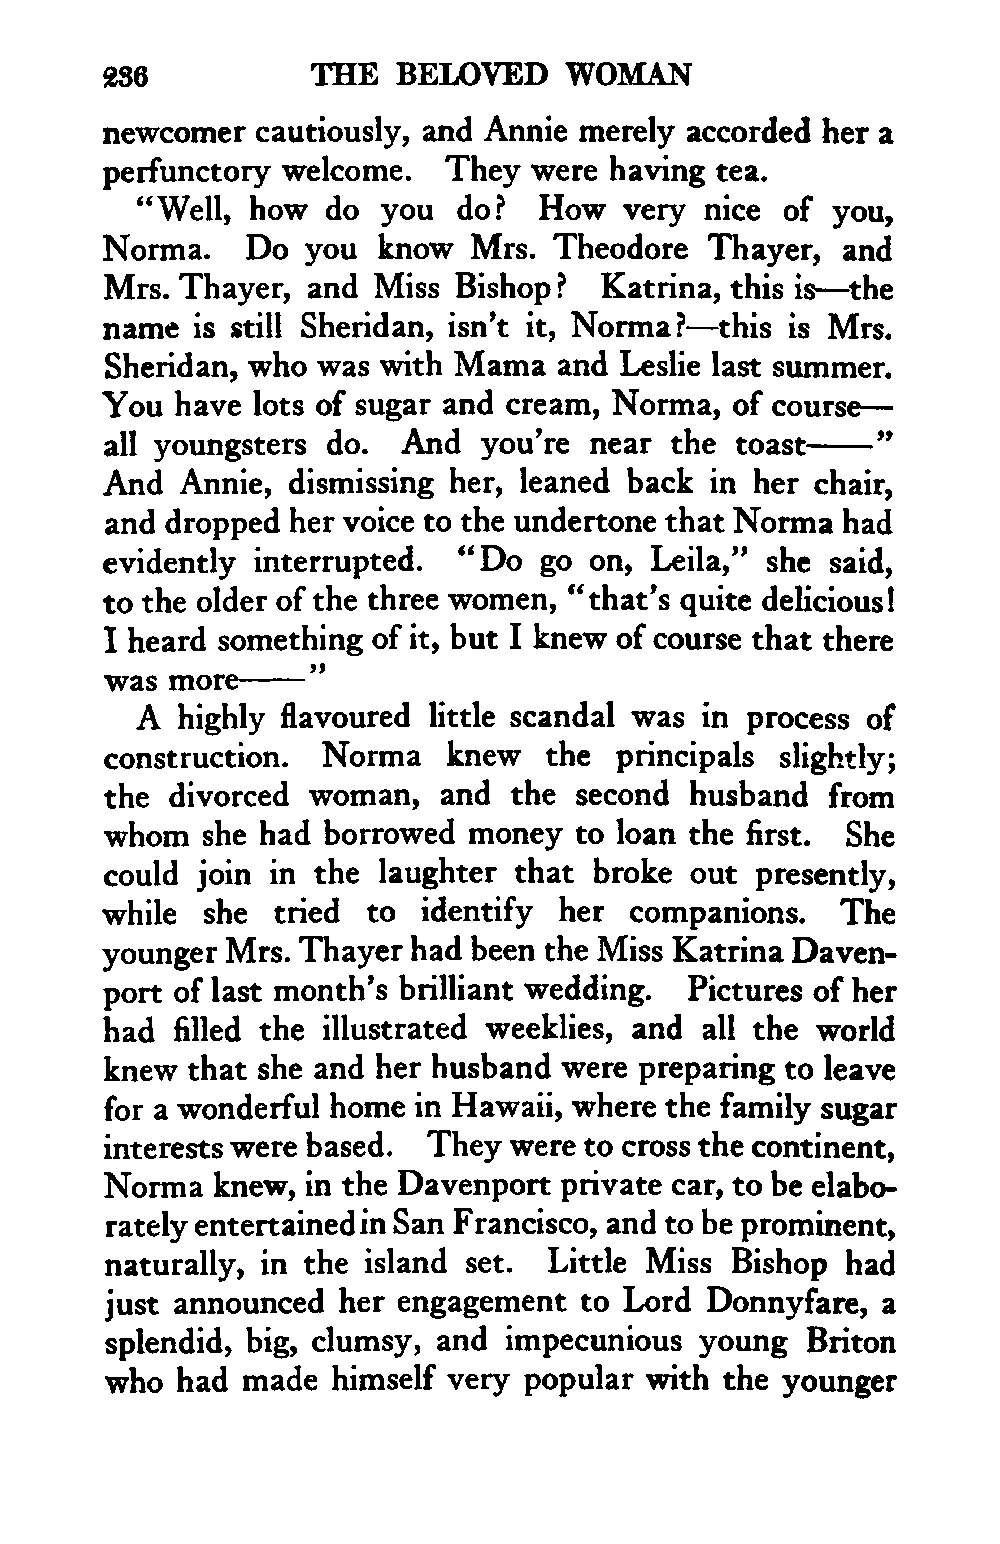 236 THE BELOVED WOMAN
newcomer cautiously, and Annie merely accorded her a
perfunctory welcome. They were having tea.
"Well, how do you do? How very nice of you,
Norma. Do you know Mrs. Theodore Thayer, and
Mrs. Thayer, and Miss Bishop? Katrina, this is—the
name is still Sheridan, isn't it, Norma?—this is Mrs.
Sheridan, who was with Mama and Leslie last summer.
You have lots of sugar and cream, Norma, of course—
all youngsters do. And you're near the toast——"
And Annie, dismissing her, leaned back in her chair,
and dropped her voice to the undertone that Norma had
evidently interrupted. "Do go on, Leila," she said,
to the older of the three women, "that's quite delicious!
I heard something of it, but I knew of course that there
was more——"
A highly flavoured little scandal was in process of
construction. Norma knew the principals slightly;
the divorced woman, and the second husband from
whom she had borrowed money to loan the first. She
could join in the laughter that broke out presently,
while she tried to identify her companions. The
younger Mrs. Thayer had been the Miss Katrina Daven-
port of last month's brilliant wedding. Pictures of her
had filled the illustrated weeklies, and all the world
knew that she and her husband were preparing to leave
for a wonderful home in Hawaii, where the family sugar
interests were based. They were to cross the continent,
Norma knew, in the Davenport private car, to be elabo-
rately entertained in San Francisco, and to be prominent,
naturally, in the island set. Little Miss Bishop had
just announced her engagement to Lord Donnyfare, a
splendid, big, clumsy, and impecunious young Briton
who had made himself very popular with the younger